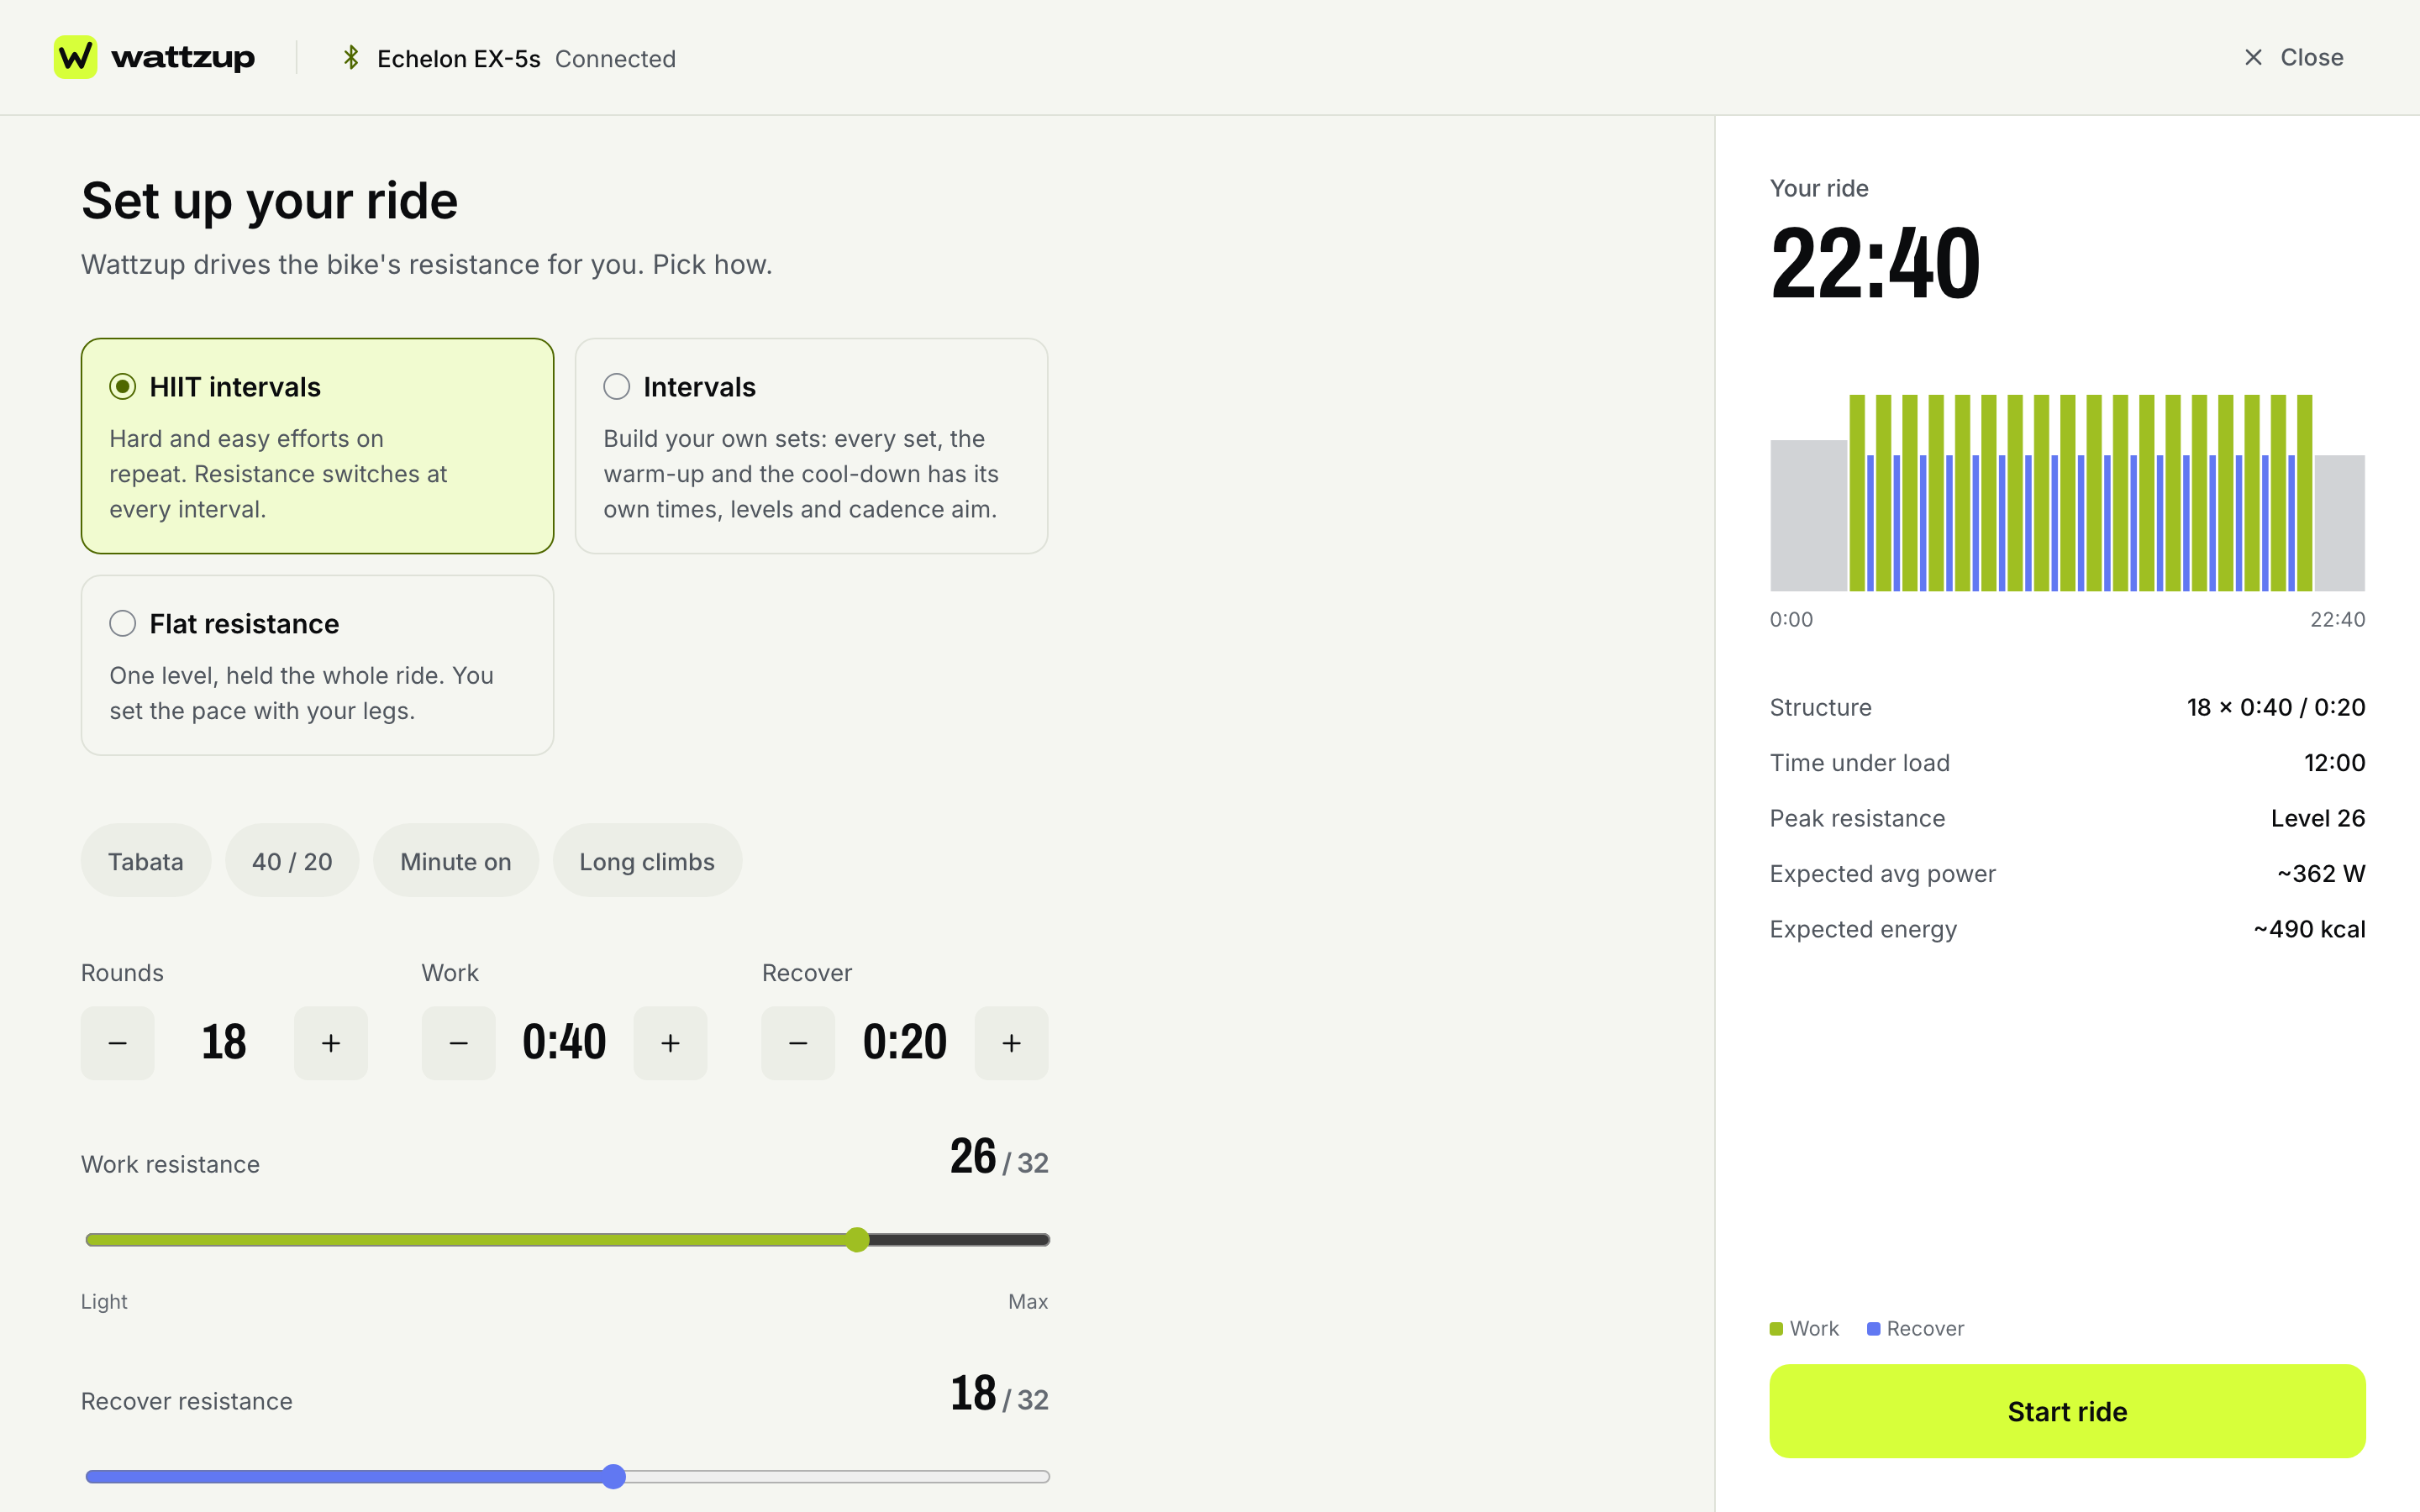 wattzup
Echelon EX-5s Connected
Close
Set up your ride
Wattzup drives the bike's resistance for you. Pick how.
HIIT intervals
Hard and easy efforts on
repeat. Resistance switches at
every interval.
Intervals
Build your own sets: every set, the
warm-up and the cool-down has its
own times, levels and cadence aim.
Flat resistance
One level, held the whole ride. You
set the pace with your legs.
Tabata
40 / 20
Minute on
Long climbs
Rounds
− 18 +
Work
− 0:40 +
Recover
− 0:20 +
Work resistance
26 / 32
Light
Max
Recover resistance
18 / 32
Your ride
22:40
0:00
22:40
Structure
18 × 0:40 / 0:20
Time under load
12:00
Peak resistance
Level 26
Expected avg power
~362 W
Expected energy
~490 kcal
Work
Recover
Start ride